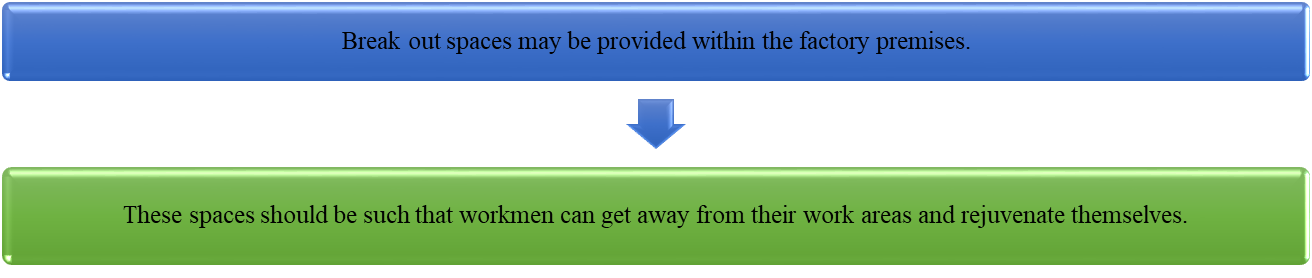 Break out spaces may be provided within the factory premises.
These spaces should be such that workmen can get away from their work areas and rejuvenate themselves.